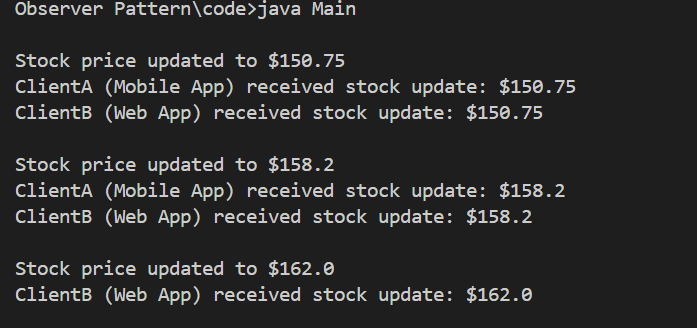 Observer Pattern\code>java Main
Stock price updated to $150.75
ClientA (Mobile App) received stock update: $150.75
ClientB (Web App) received stock update: $150.75
Stock price updated to $158.2
ClientA (Mobile App) received stock update: $158.2
ClientB (Web App) received stock update: $158.2
Stock price updated to $162.0
ClientB (Web App) received stock update: $162.0